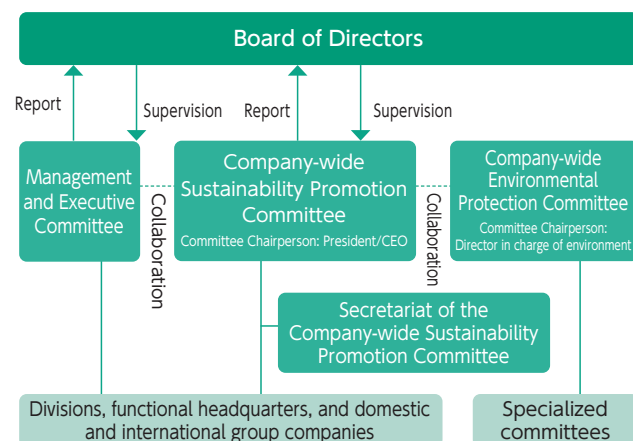 Board of Directors
Report
Supervision
Report
Supervision
Management
and Executive
Committee
Collaboration
Company-wide
Sustainability Promotion
Committee
Committee Chairperson: President/CEO
Collaboration
Company-wide
Environmental
Protection Committee
Committee Chairperson:
Director in charge of environment
Secretariat of the
Company-wide Sustainability
Promotion Committee
Divisions, functional headquarters, and domestic
and international group companies
Specialized
committees